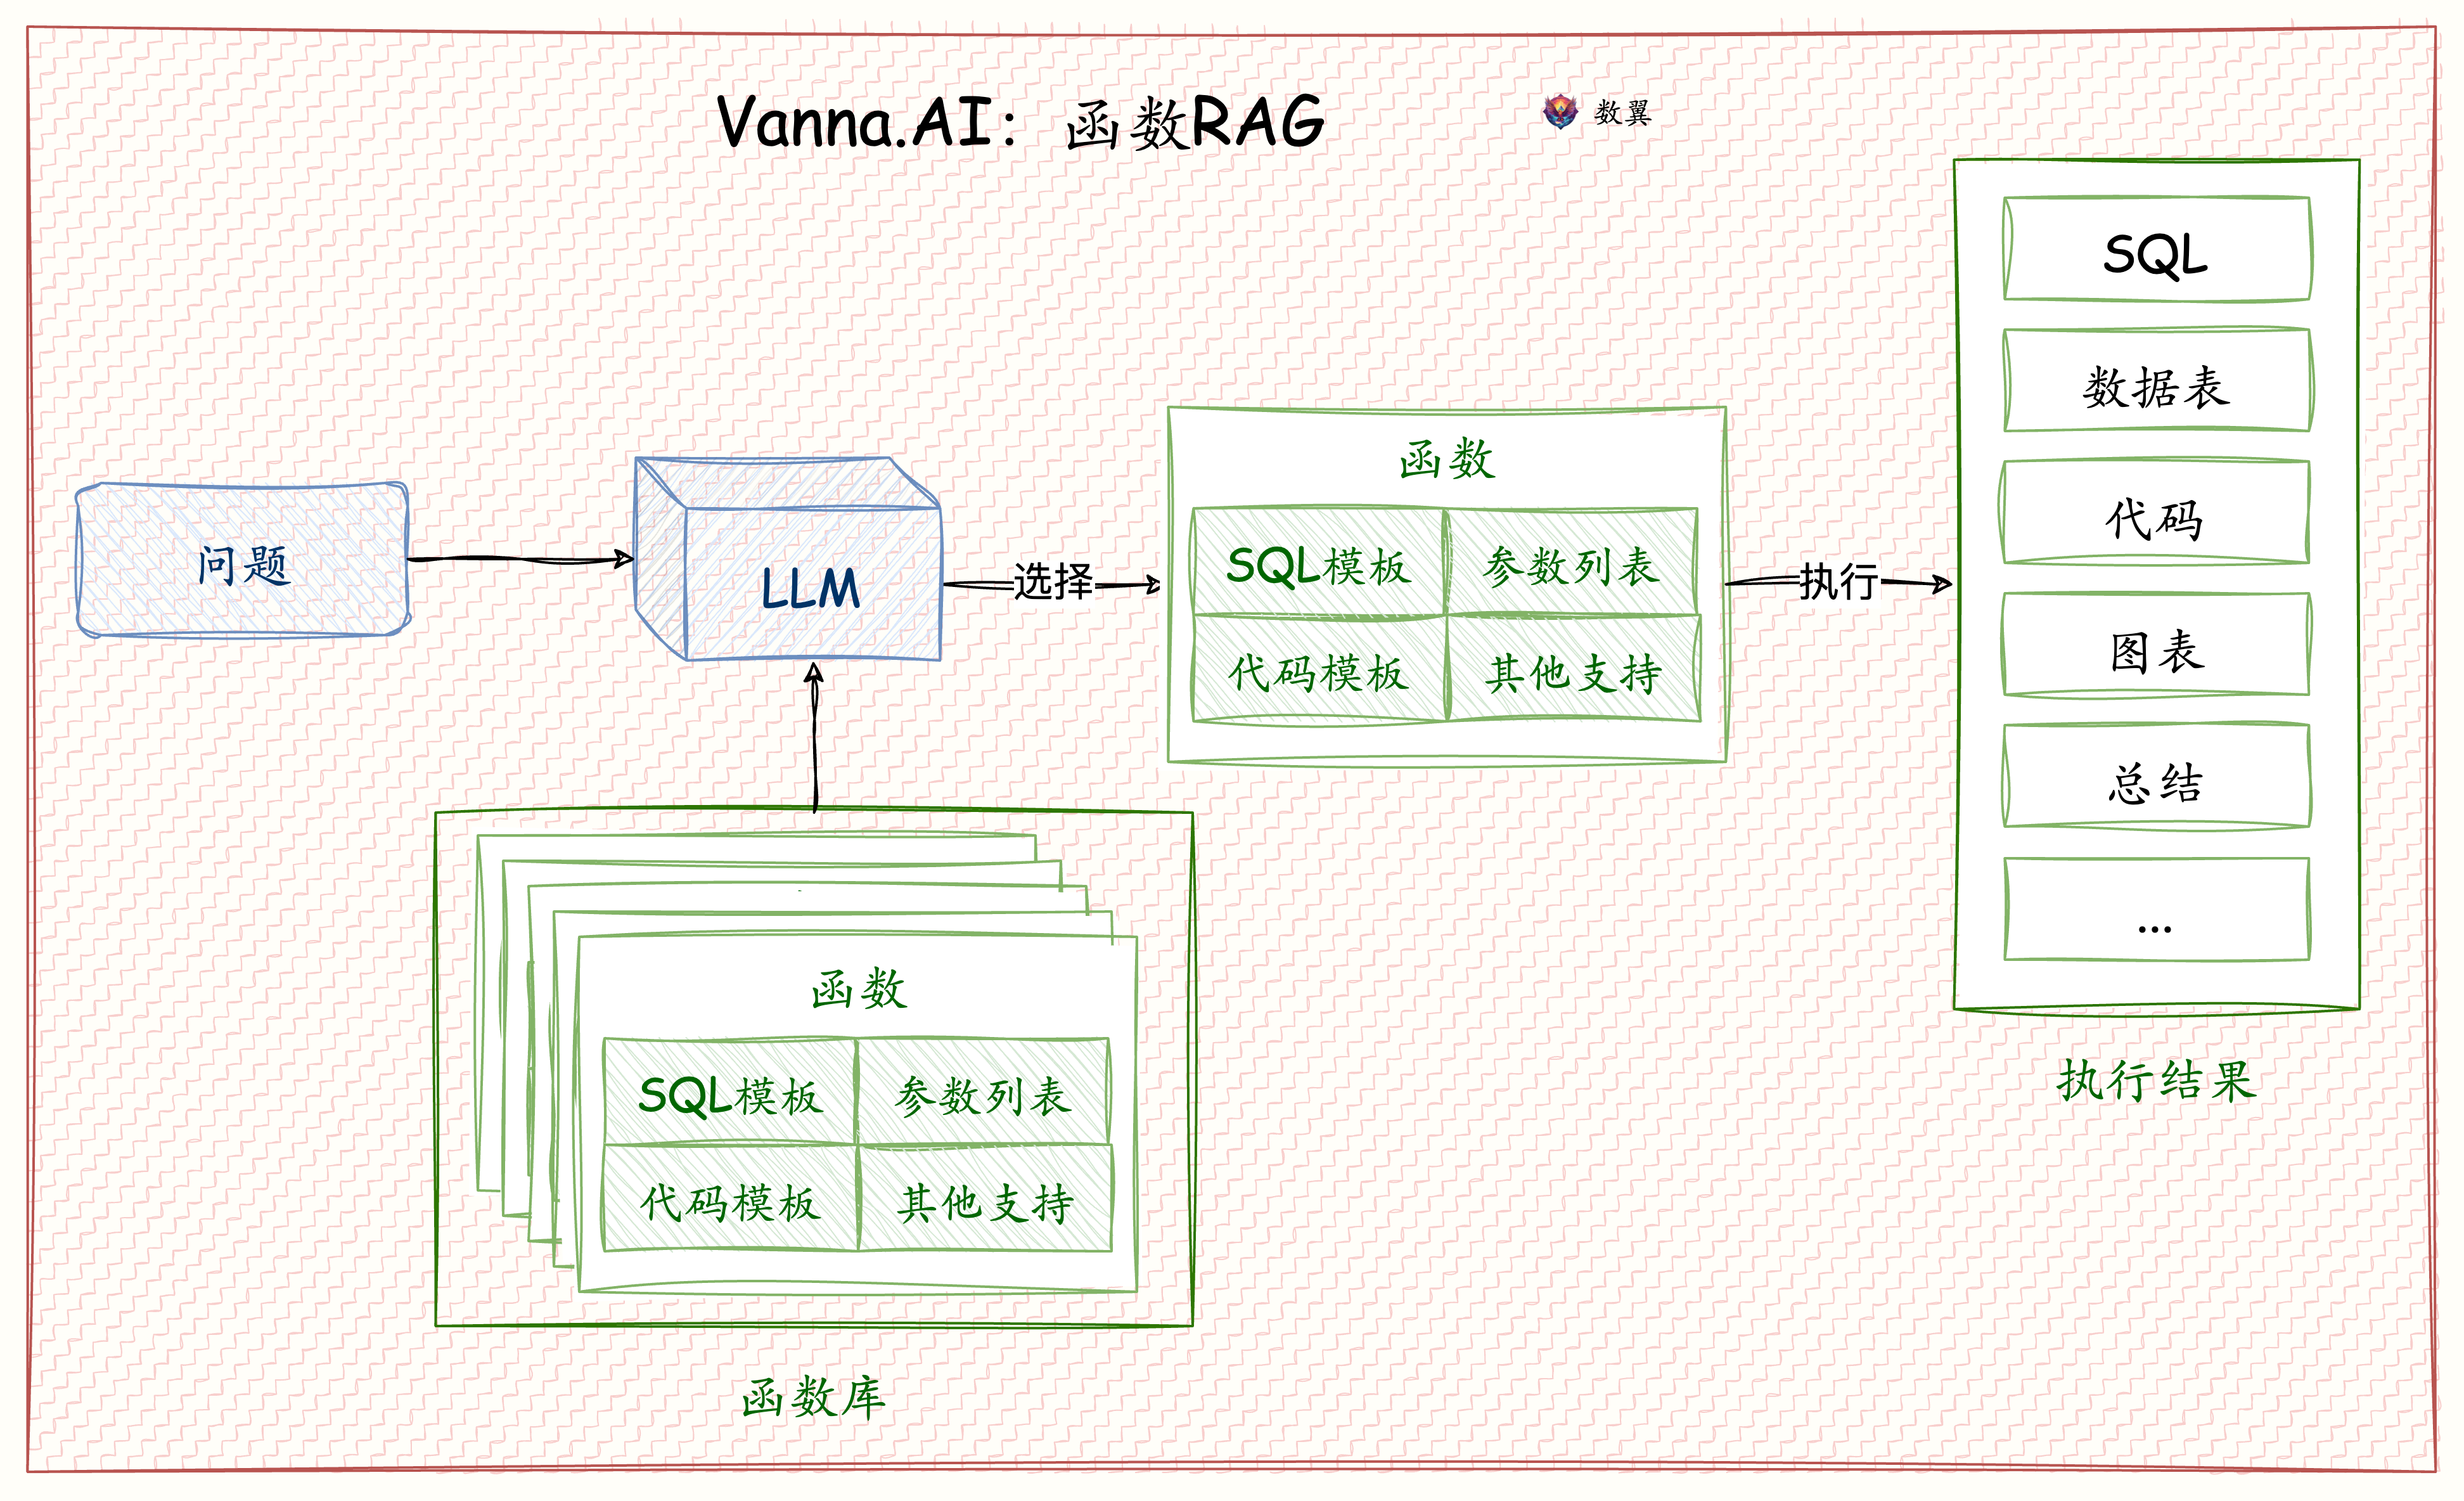 Vanna.AI：函数RAG
数翼
问题
LLM
选择
函数
SQL模板
参数列表
代码模板
其他支持
执行
SQL
数据表
代码
图表
总结
...
执行结果
函数
SQL模板
参数列表
代码模板
其他支持
函数库